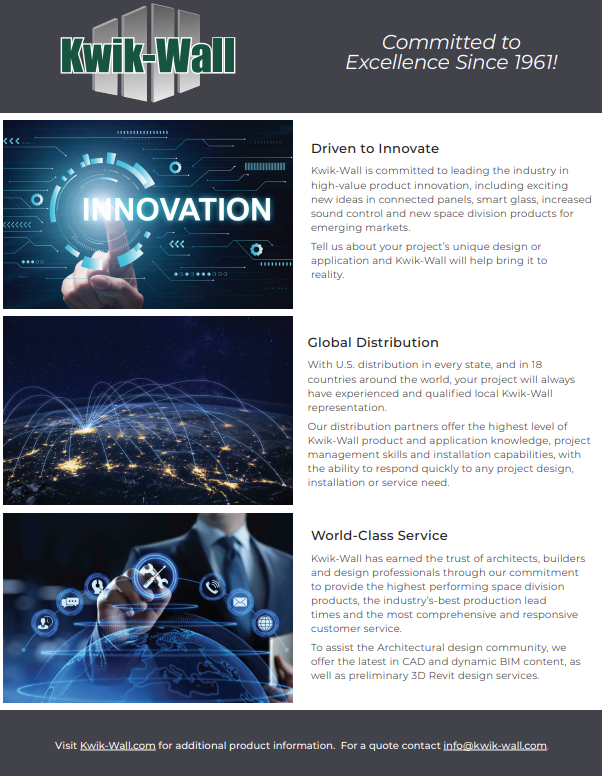 Kwik-Wall
Committed to
Excellence Since 1961!
INNOVATION
Driven to Innovate
Kwik-Wall is committed to leading the industry in
high-value product innovation, including exciting
new ideas in connected panels, smart glass, increased
sound control and new space division products for
emerging markets.
Tell us about your project's unique design or
application and Kwik-Wall will help bring it to
reality.
Global Distribution
With U.S. distribution in every state, and in 18
countries around the world, your project will always
have experienced and qualified local Kwik-Wall
representation.
Our distribution partners offer the highest level of
Kwik-Wall product and application knowledge, project
management skills and installation capabilities, with
the ability to respond quickly to any project design,
installation or service need.
World-Class Service
Kwik-Wall has earned the trust of architects, builders
and design professionals through our commitment
to provide the highest performing space division
products, the industry's-best production lead
times and the most comprehensive and responsive
customer service.
To assist the Architectural design community, we
offer the latest in CAD and dynamic BIM content, as
well as preliminary 3D Revit design services.
Visit Kwik-Wall.com for additional product information. For a quote contact info@kwik-wall.com.